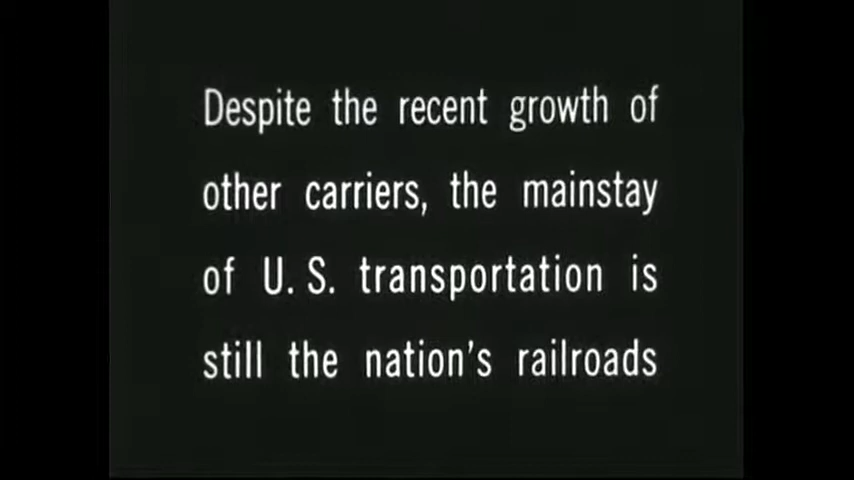 Despite the recent growth of
other carriers, the mainstay
of U. S. transportation is
still the nation's railroads